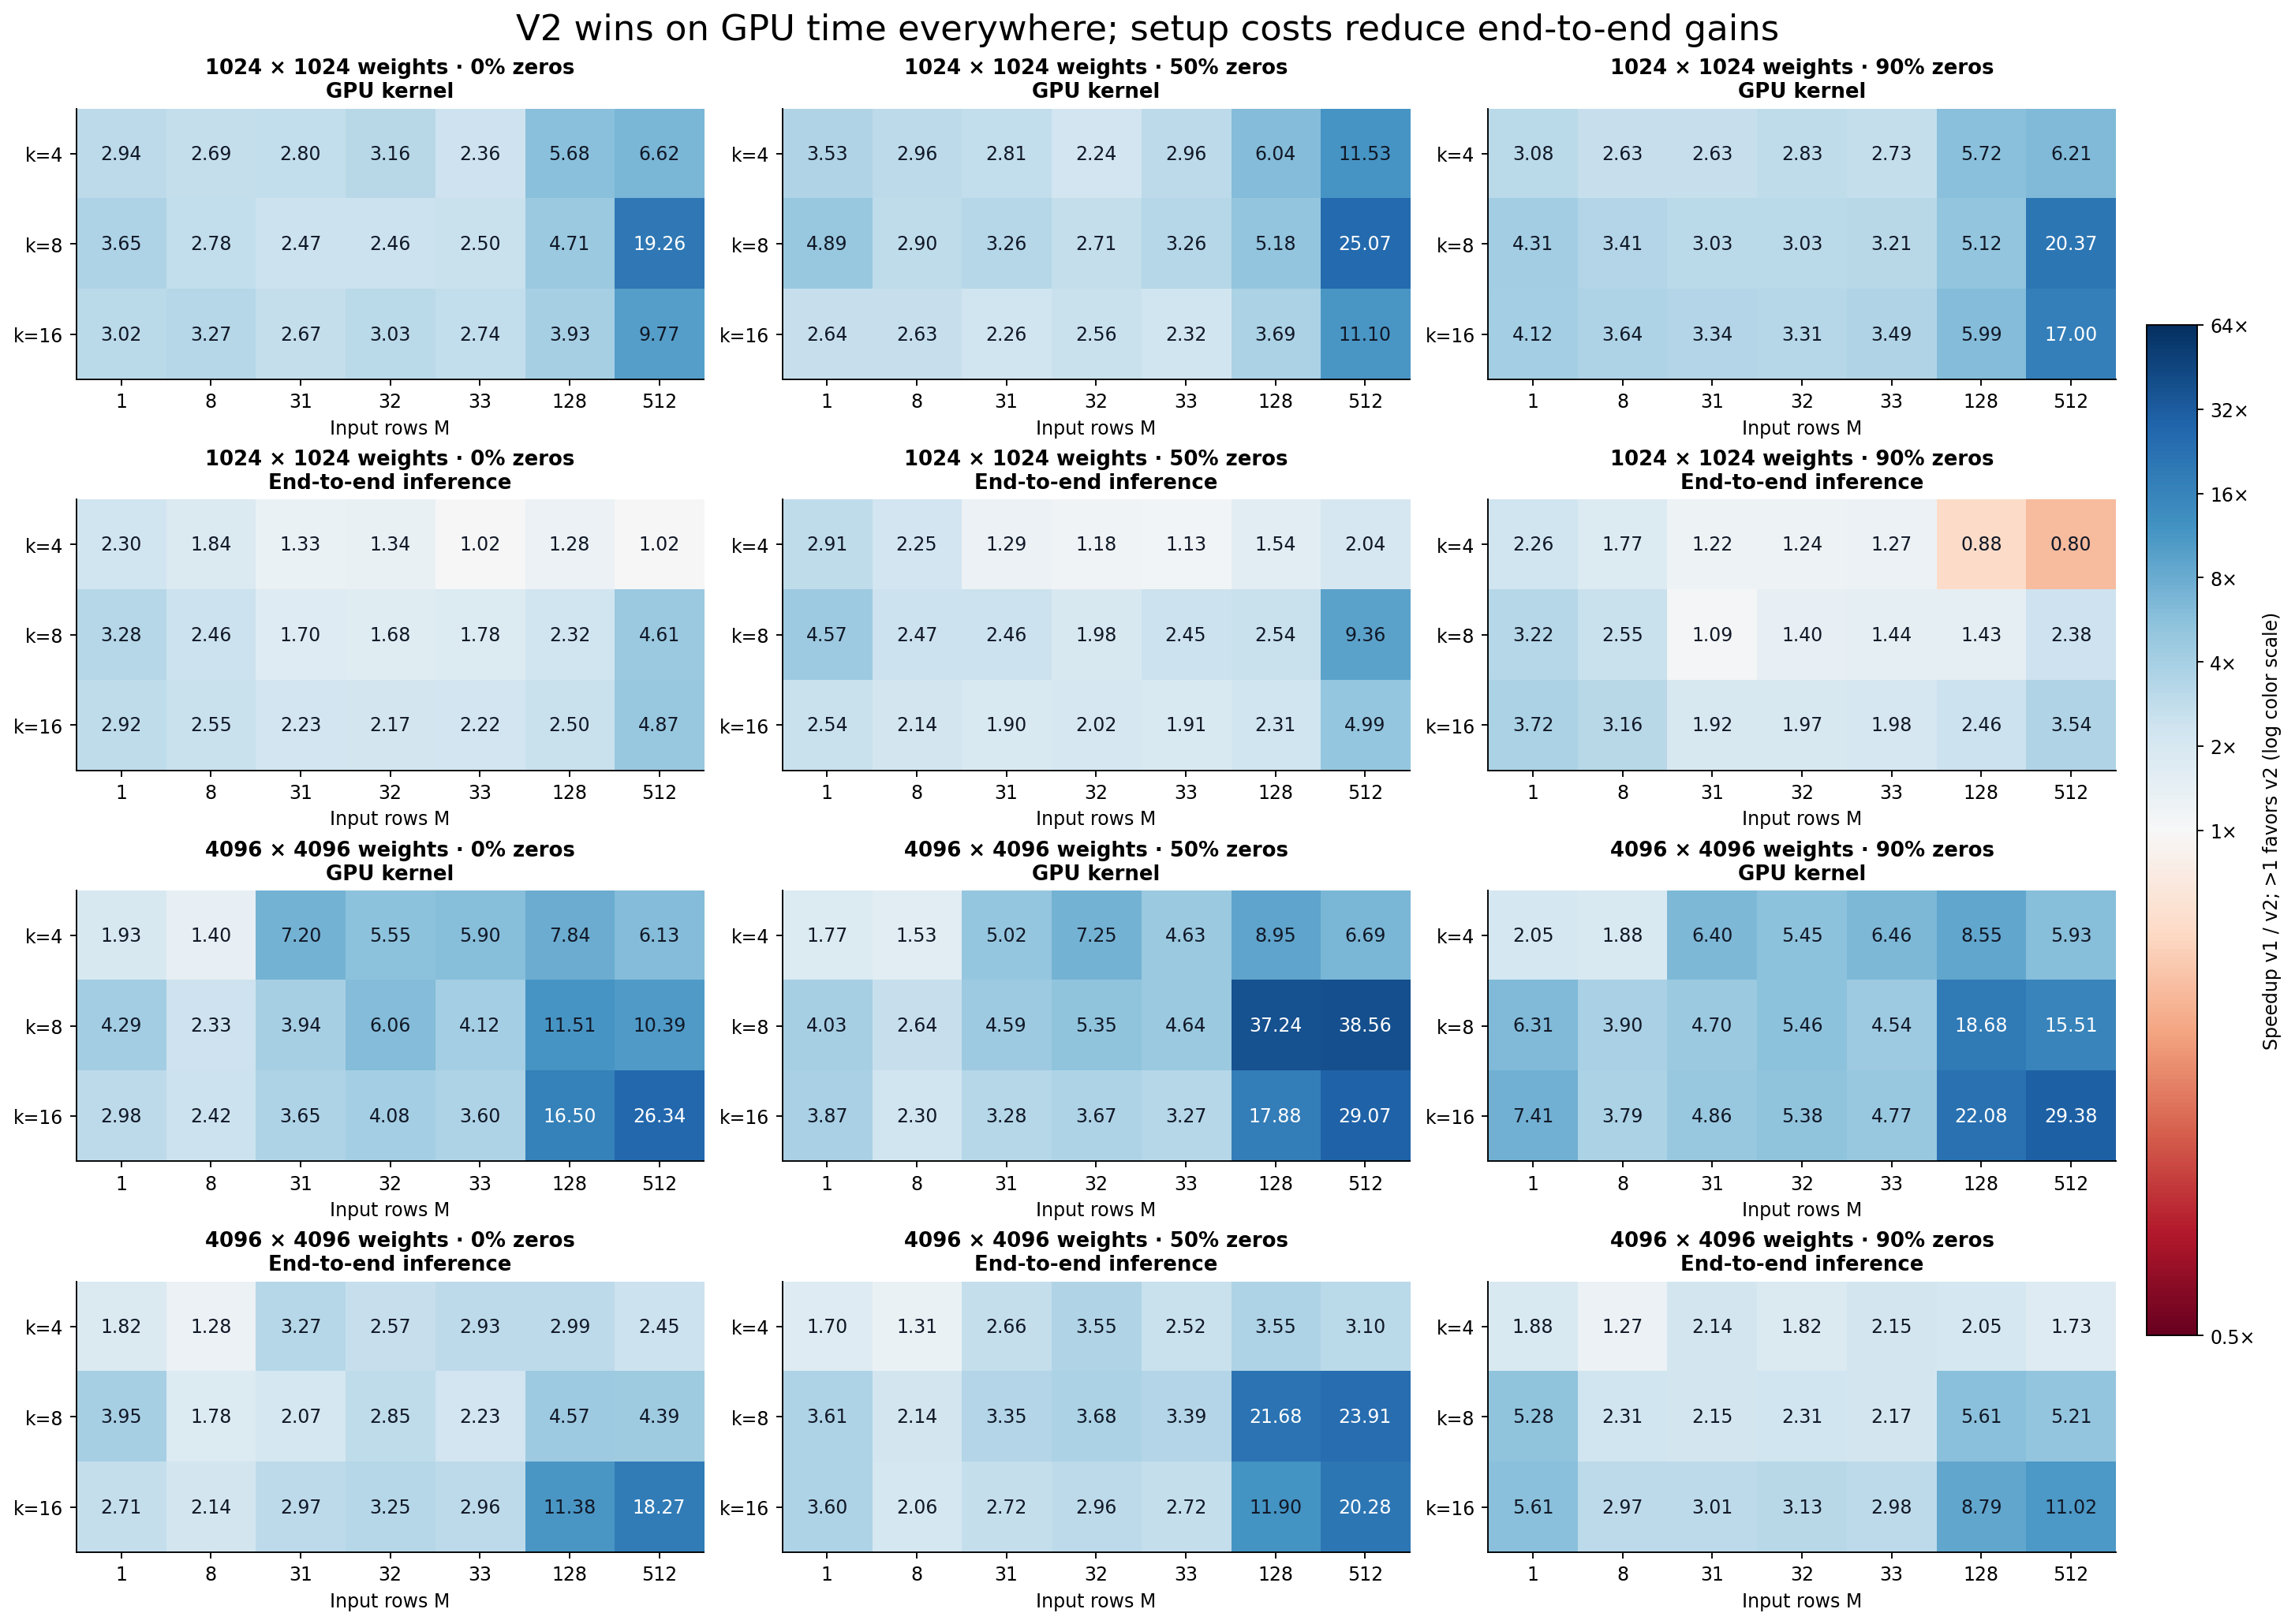 V2 wins on GPU time everywhere; setup costs reduce end-to-end gains
1024 × 1024 weights · 0% zeros
GPU kernel
k=4 2.94 2.69 2.80 3.16 2.36 5.68 6.62
k=8 3.65 2.78 2.47 2.46 2.50 4.71 19.26
k=16 3.02 3.27 2.67 3.03 2.74 3.93 9.77
1 8 31 32 33 128 512
Input rows M
1024 × 1024 weights · 50% zeros
GPU kernel
k=4 3.53 2.96 2.81 2.24 2.96 6.04 11.53
k=8 4.89 2.90 3.26 2.71 3.26 5.18 25.07
k=16 2.64 2.63 2.26 2.56 2.32 3.69 11.10
1 8 31 32 33 128 512
Input rows M
1024 × 1024 weights · 90% zeros
GPU kernel
k=4 3.08 2.63 2.63 2.83 2.73 5.72 6.21
k=8 4.31 3.41 3.03 3.03 3.21 5.12 20.37
k=16 4.12 3.64 3.34 3.31 3.49 5.99 17.00
1 8 31 32 33 128 512
Input rows M
1024 × 1024 weights · 0% zeros
End-to-end inference
k=4 2.30 1.84 1.33 1.34 1.02 1.28 1.02
k=8 3.28 2.46 1.70 1.68 1.78 2.32 4.61
k=16 2.92 2.55 2.23 2.17 2.22 2.50 4.87
1 8 31 32 33 128 512
Input rows M
1024 × 1024 weights · 50% zeros
End-to-end inference
k=4 2.91 2.25 1.29 1.18 1.13 1.54 2.04
k=8 4.57 2.47 2.46 1.98 2.45 2.54 9.36
k=16 2.54 2.14 1.90 2.02 1.91 2.31 4.99
1 8 31 32 33 128 512
Input rows M
1024 × 1024 weights · 90% zeros
End-to-end inference
k=4 2.26 1.77 1.22 1.24 1.27 0.88 0.80
k=8 3.22 2.55 1.09 1.40 1.44 1.43 2.38
k=16 3.72 3.16 1.92 1.97 1.98 2.46 3.54
1 8 31 32 33 128 512
Input rows M
4096 × 4096 weights · 0% zeros
GPU kernel
k=4 1.93 1.40 7.20 5.55 5.90 7.84 6.13
k=8 4.29 2.33 3.94 6.06 4.12 11.51 10.39
k=16 2.98 2.42 3.65 4.08 3.60 16.50 26.34
1 8 31 32 33 128 512
Input rows M
4096 × 4096 weights · 50% zeros
GPU kernel
k=4 1.77 1.53 5.02 7.25 4.63 8.95 6.69
k=8 4.03 2.64 4.59 5.35 4.64 37.24 38.56
k=16 3.87 2.30 3.28 3.67 3.27 17.88 29.07
1 8 31 32 33 128 512
Input rows M
4096 × 4096 weights · 90% zeros
GPU kernel
k=4 2.05 1.88 6.40 5.45 6.46 8.55 5.93
k=8 6.31 3.90 4.70 5.46 4.54 18.68 15.51
k=16 7.41 3.79 4.86 5.38 4.77 22.08 29.38
1 8 31 32 33 128 512
Input rows M
4096 × 4096 weights · 0% zeros
End-to-end inference
k=4 1.82 1.28 3.27 2.57 2.93 2.99 2.45
k=8 3.95 1.78 2.07 2.85 2.23 4.57 4.39
k=16 2.71 2.14 2.97 3.25 2.96 11.38 18.27
1 8 31 32 33 128 512
Input rows M
4096 × 4096 weights · 50% zeros
End-to-end inference
k=4 1.70 1.31 2.66 3.55 2.52 3.55 3.10
k=8 3.61 2.14 3.35 3.68 3.39 21.68 23.91
k=16 3.60 2.06 2.72 2.96 2.72 11.90 20.28
1 8 31 32 33 128 512
Input rows M
4096 × 4096 weights · 90% zeros
End-to-end inference
k=4 1.88 1.27 2.14 1.82 2.15 2.05 1.73
k=8 5.28 2.31 2.15 2.31 2.17 5.61 5.21
k=16 5.61 2.97 3.01 3.13 2.98 8.79 11.02
1 8 31 32 33 128 512
Input rows M
64×
32×
16×
8×
4×
2×
1×
0.5×
Speedup v1 / v2; >1 favors v2 (log color scale)